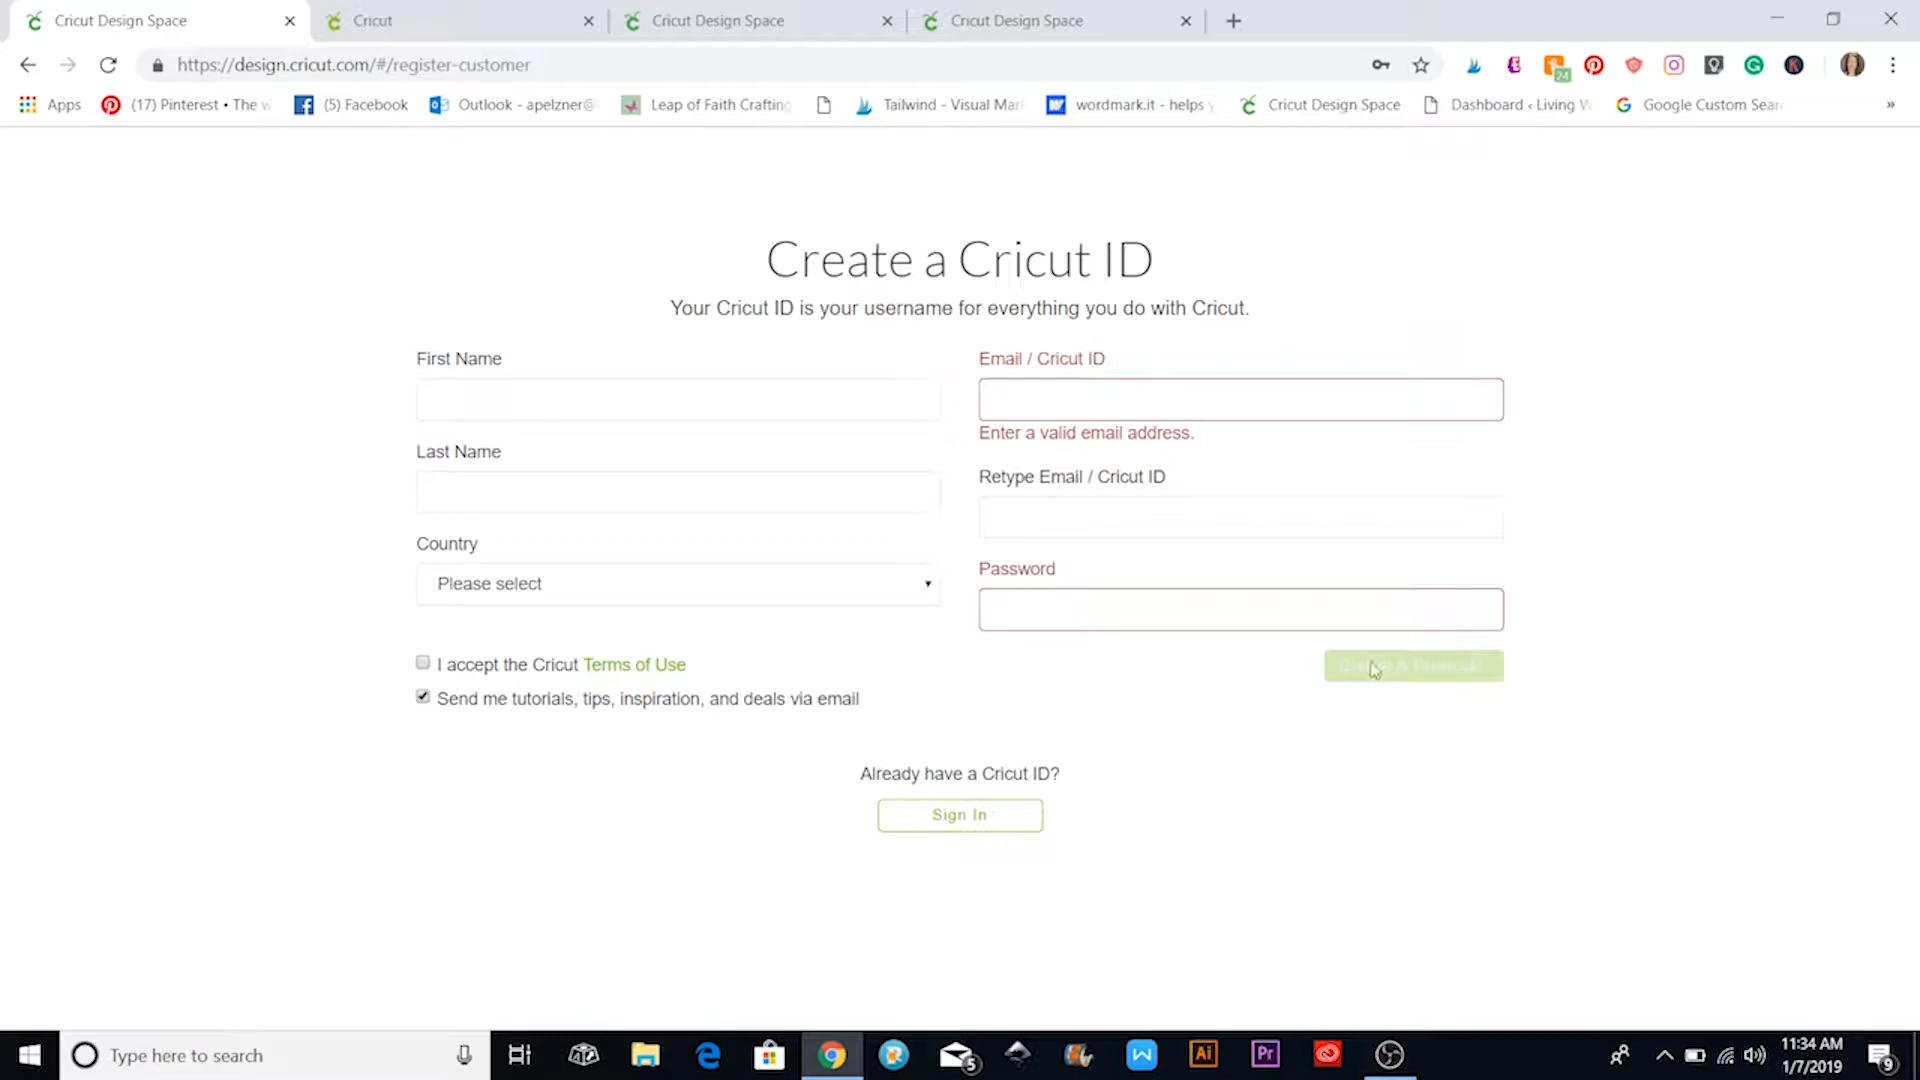 Cricut Design Space
Cricut
Cricut Design Space
Cricut Design Space
https://design.cricut.com/#/register-customer
24
Apps
(17) Pinterest • The w
(5) Facebook
Outlook - apelzner@
Leap of Faith Crafting
Tailwind - Visual Mar
wordmark.it - helps y
Cricut Design Space
Dashboard ‹ Living W
Google Custom Sear
»
Create a Cricut ID
Your Cricut ID is your username for everything you do with Cricut.
First Name
Last Name
Country
Please select
I accept the Cricut Terms of Use
Send me tutorials, tips, inspiration, and deals via email
Email / Cricut ID
Enter a valid email address.
Retype Email / Cricut ID
Password
Already have a Cricut ID?
Sign In
Type here to search
5
W
Ai
Pr
11:34 AM
1/7/2019
9